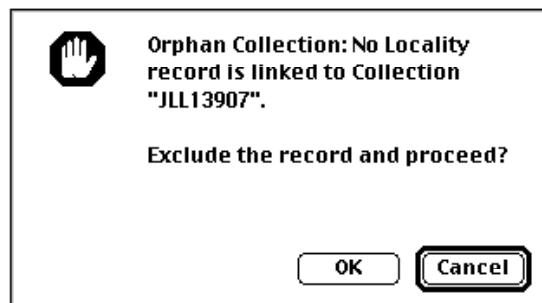 Orphan Collection: No Locality
record is linked to Collection
"JLL13907".
Exclude the record and proceed?
OK Cancel